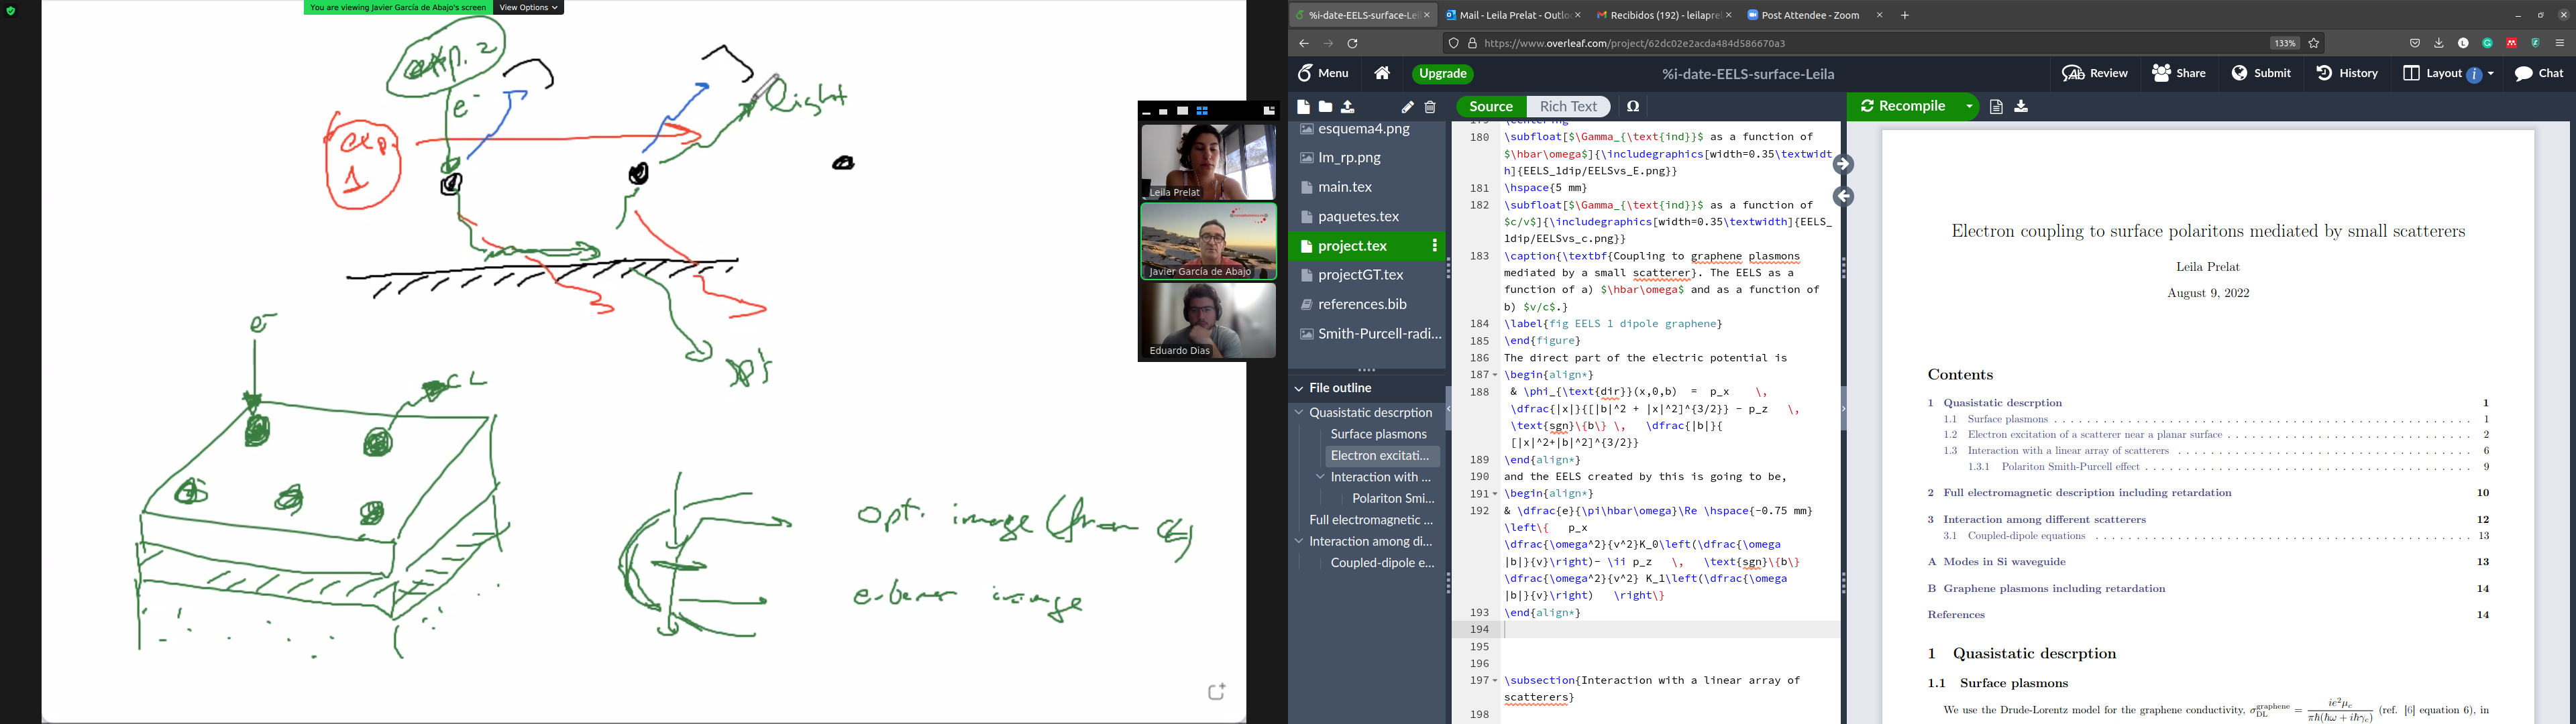 You are viewing Javier García de Abajo's screen
View Options
exp. 2
e-
exp.
1
light
e-
CL
opt. image (from CL)
e-beam image
Leila Prelat
Javier García de Abajo
Eduardo Dias
%i-date-EELS-surface-Lei
Mail - Leila Prelat - Outlo
Recibidos (192) - leilaprel
Post Attendee - Zoom
https://www.overleaf.com/project/62dc02e2acda484d586670a3
133%
Menu
Upgrade
%i-date-EELS-surface-Leila
Review
Share
Submit
History
Layout
Chat
Source
Rich Text
Ω
Recompile
esquema4.png
lm_rp.png
main.tex
paquetes.tex
project.tex
projectGT.tex
references.bib
Smith-Purcell-radi...
File outline
Quasistatic descrption
Surface plasmons
Electron excitati...
Interaction with ...
Polariton Smi...
Full electromagnetic ...
Interaction among di...
Coupled-dipole e...
180 \subfloat[$\Gamma_{\text{ind}}$ as a function of
$\hbar\omega$]{\includegraphics[width=0.35\textwidt
h]{EELS_1dip/EELSvs_E.png}}
181 \hspace{5 mm}
182 \subfloat[$\Gamma_{\text{ind}}$ as a function of
$c/v$]{\includegraphics[width=0.35\textwidth]{EELS_
1dip/EELSvs_c.png}}
183 \caption{\textbf{Coupling to graphene plasmons
mediated by a small scatterer}. The EELS as a
function of a) $\hbar\omega$ and as a function of
b) $v/c$.}
184 \label{fig EELS 1 dipole graphene}
185 \end{figure}
186 The direct part of the electric potential is
187 \begin{align*}
188 & \phi_{\text{dir}}(x,0,b) = p_x \,
\dfrac{|x|}{[|b|^2 + |x|^2]^{3/2}} - p_z \,
\text{sgn}\{b\} \, \dfrac{|b|}{
[|x|^2+|b|^2]^{3/2}}
189 \end{align*}
190 and the EELS created by this is going to be,
191 \begin{align*}
192 & \dfrac{e}{\pi\hbar\omega}\Re \hspace{-0.75 mm}
\left\{ p_x
\dfrac{\omega^2}{v^2}K_0\left(\dfrac{\omega
|b|}{v}\right)- \ii p_z \, \text{sgn}\{b\}
\dfrac{\omega^2}{v^2} K_1\left(\dfrac{\omega
|b|}{v}\right) \right\}
193 \end{align*}
194
195
196
197 \subsection{Interaction with a linear array of
scatterers}
198
Electron coupling to surface polaritons mediated by small scatterers
Leila Prelat
August 9, 2022
Contents
1 Quasistatic descrption 1
1.1 Surface plasmons 1
1.2 Electron excitation of a scatterer near a planar surface 2
1.3 Interaction with a linear array of scatterers 6
1.3.1 Polariton Smith-Purcell effect 9
2 Full electromagnetic description including retardation 10
3 Interaction among different scatterers 12
3.1 Coupled-dipole equations 13
A Modes in Si waveguide 13
B Graphene plasmons including retardation 14
References 14
1 Quasistatic descrption
1.1 Surface plasmons
We use the Drude-Lorentz model for the graphene conductivity, σ_DL^graphene = ie²μ_c / πħ(ħω + iħγ_c) (ref. [6] equation 6), in